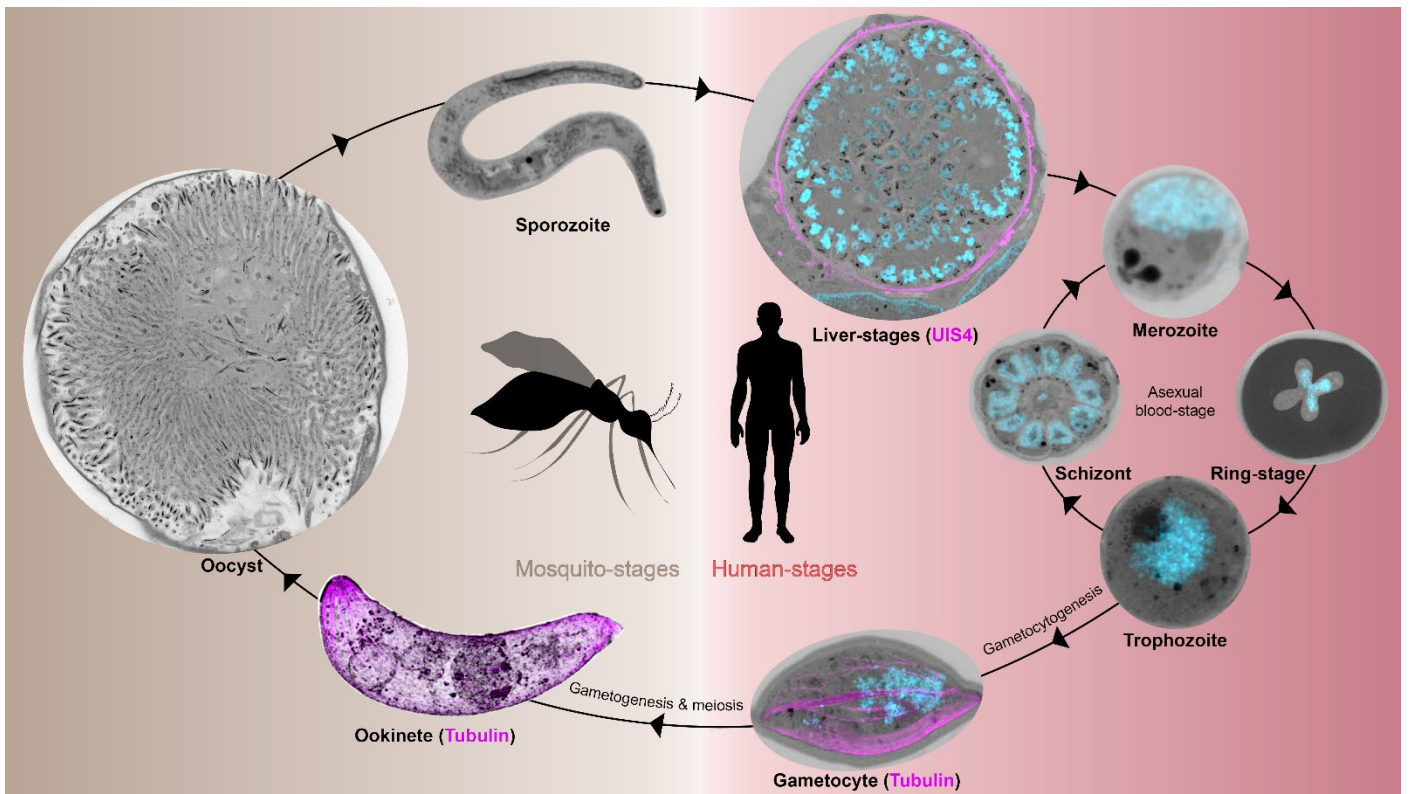 Sporozoite
Liver-stages (UIS4)
Merozoite
Asexual
blood-stage
Schizont
Ring-stage
Oocyst
Mosquito-stages
Human-stages
Trophozoite
Gametocytogenesis
Gametogenesis & meiosis
Ookinete (Tubulin)
Gametocyte (Tubulin)